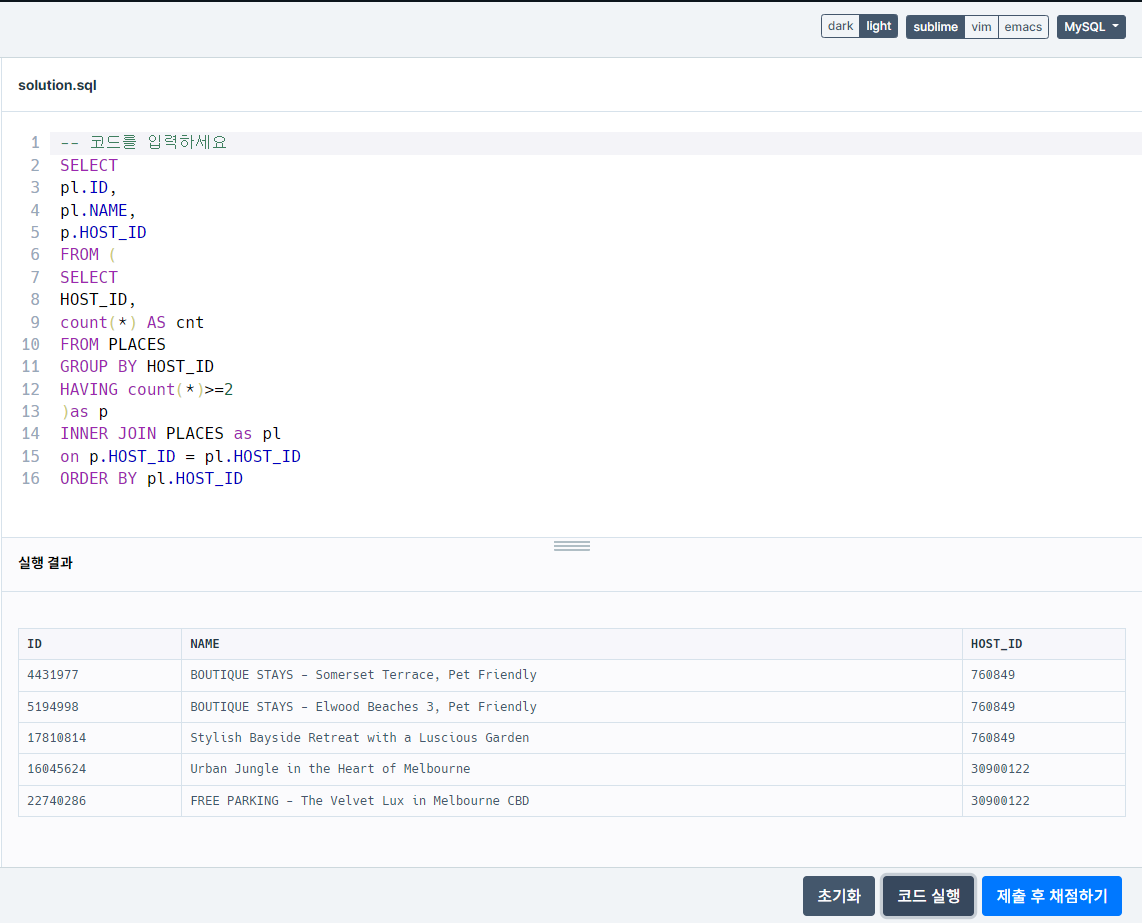 dark light sublime vim emacs MySQL
solution.sql
1 -- 코드를 입력하세요
2 SELECT
3 pl.ID,
4 pl.NAME,
5 p.HOST_ID
6 FROM (
7 SELECT
8 HOST_ID,
9 count(*) AS cnt
10 FROM PLACES
11 GROUP BY HOST_ID
12 HAVING count(*)>=2
13 )as p
14 INNER JOIN PLACES as pl
15 on p.HOST_ID = pl.HOST_ID
16 ORDER BY pl.HOST_ID
실행 결과
ID NAME HOST_ID
4431977 BOUTIQUE STAYS - Somerset Terrace, Pet Friendly 760849
5194998 BOUTIQUE STAYS - Elwood Beaches 3, Pet Friendly 760849
17810814 Stylish Bayside Retreat with a Luscious Garden 760849
16045624 Urban Jungle in the Heart of Melbourne 30900122
22740286 FREE PARKING - The Velvet Lux in Melbourne CBD 30900122
초기화 코드 실행 제출 후 채점하기